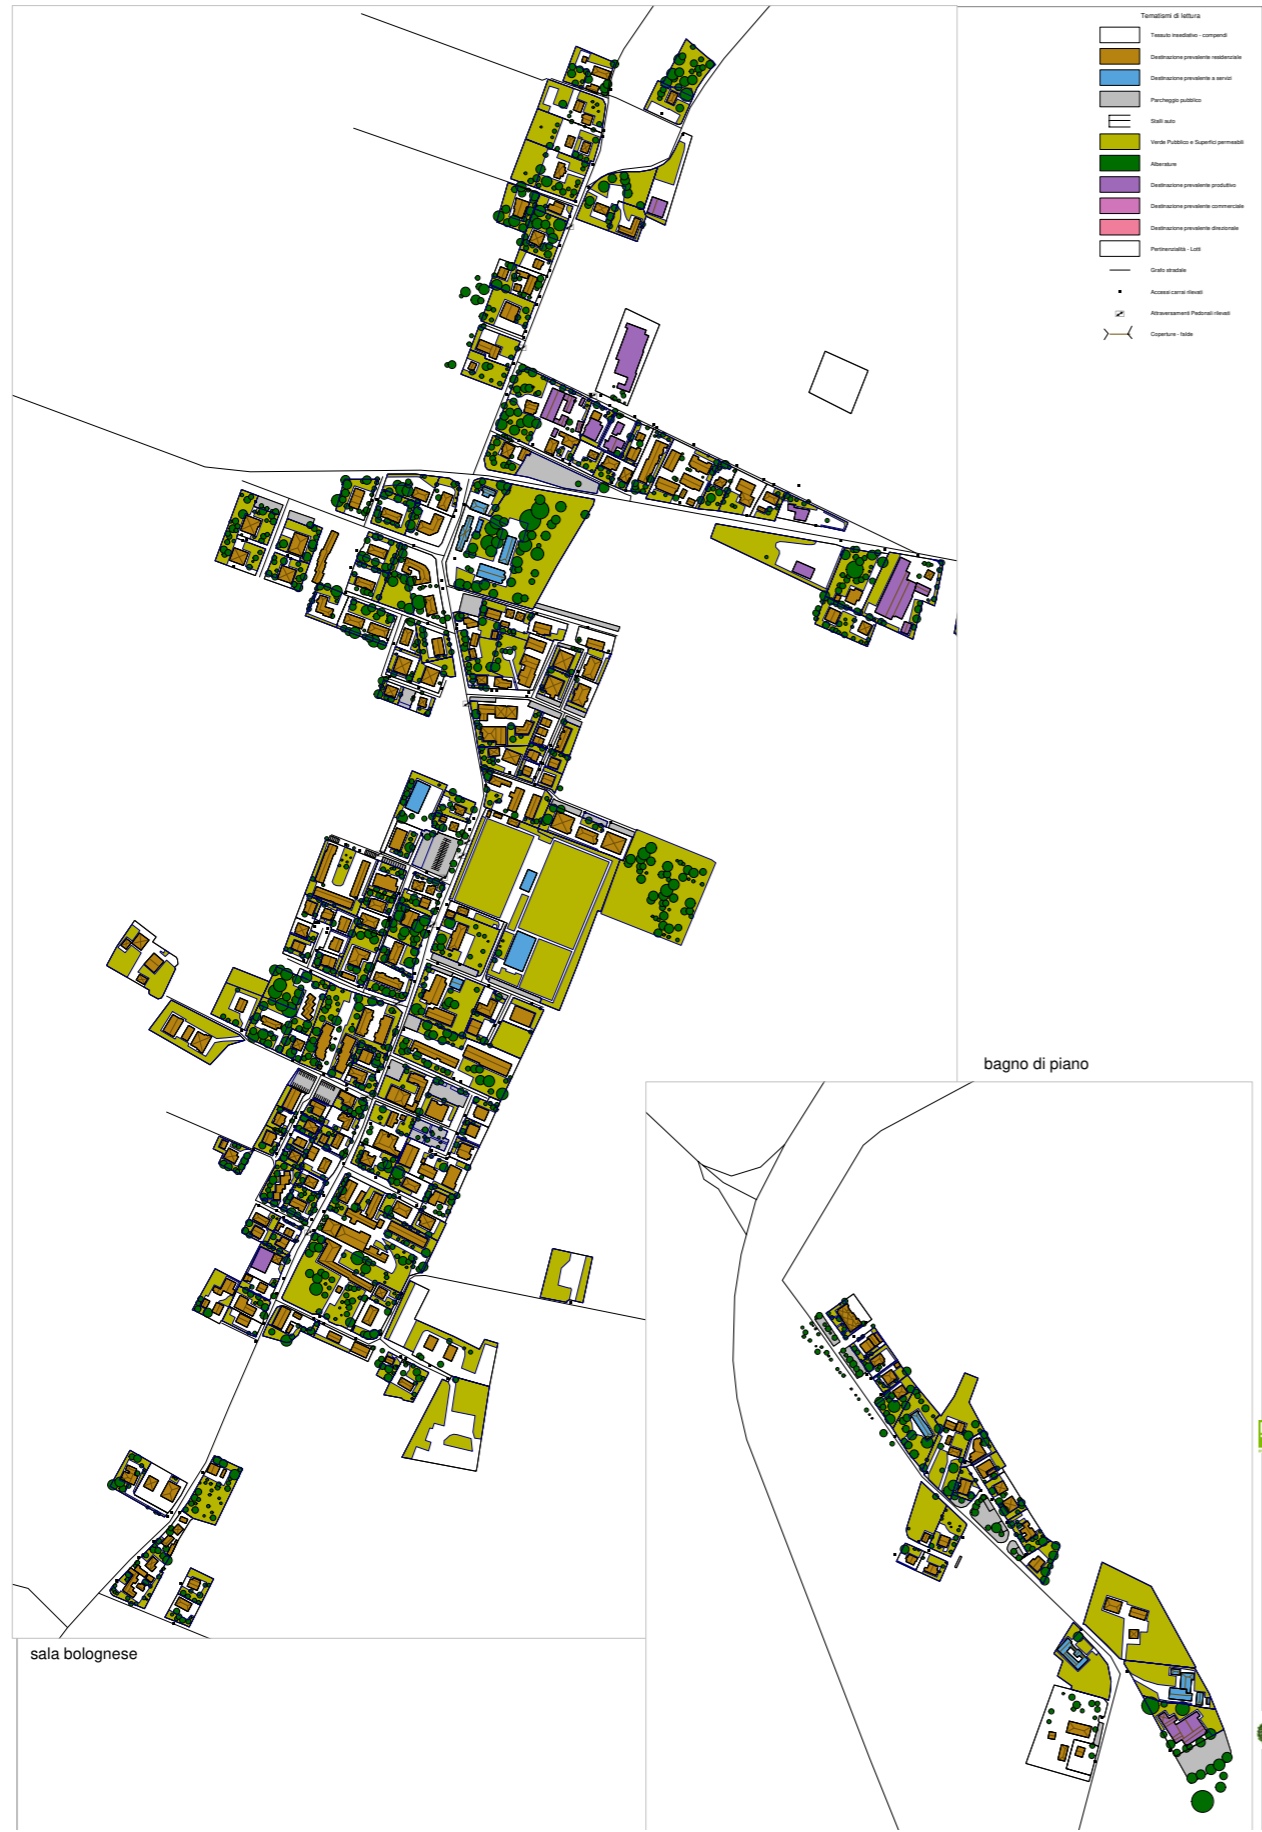 Tematismi di lettura
Tessuto insediativo - compendi
Destinazione prevalente residenziale
Destinazione prevalente a servizi
Parcheggio pubblico
Stalli auto
Verde Pubblico e Superfici permeabili
Alberature
Destinazione prevalente produttivo
Destinazione prevalente commerciale
Destinazione prevalente direzionale
Pertinenzialità - Lotti
Grafo stradale
Accessi carrai rilevati
Attraversamenti Pedonali rilevati
Coperture - falde
bagno di piano
sala bolognese